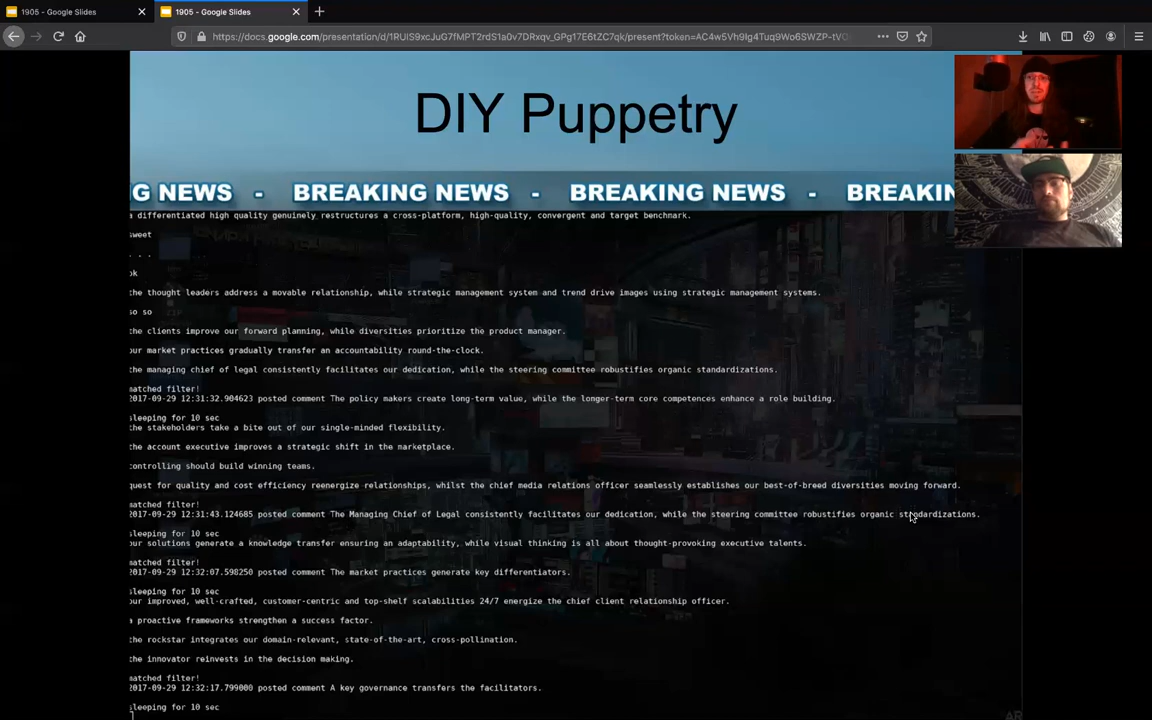 1905 - Google Slides
1905 - Google Slides
DIY Puppetry
G NEWS - BREAKING NEWS - BREAKING NEWS - BREAKIN
a differentiated high quality genuinely restructures a cross-platform, high-quality, convergent and target benchmark.
sweet
. . .
ok
the thought leaders address a movable relationship, while strategic management system and trend drive images using strategic management systems.
so so
the clients improve our forward planning, while diversities prioritize the product manager.
our market practices gradually transfer an accountability round-the-clock.
the managing chief of legal consistently facilitates our dedication, while the steering committee robustifies organic standardizations.
matched filter!
2017-09-29 12:31:32.904623 posted comment The policy makers create long-term value, while the longer-term core competences enhance a role building.
sleeping for 10 sec
the stakeholders take a bite out of our single-minded flexibility.
the account executive improves a strategic shift in the marketplace.
controlling should build winning teams.
quest for quality and cost efficiency reenergize relationships, whilst the chief media relations officer seamlessly establishes our best-of-breed diversities moving forward.
matched filter!
2017-09-29 12:31:43.124685 posted comment The Managing Chief of Legal consistently facilitates our dedication, while the steering committee robustifies organic standardizations.
sleeping for 10 sec
our solutions generate a knowledge transfer ensuring an adaptability, while visual thinking is all about thought-provoking executive talents.
matched filter!
2017-09-29 12:32:07.598250 posted comment The market practices generate key differentiators.
sleeping for 10 sec
our improved, well-crafted, customer-centric and top-shelf scalabilities 24/7 energize the chief client relationship officer.
a proactive frameworks strengthen a success factor.
the rockstar integrates our domain-relevant, state-of-the-art, cross-pollination.
the innovator reinvests in the decision making.
matched filter!
2017-09-29 12:32:17.799000 posted comment A key governance transfers the facilitators.
sleeping for 10 sec